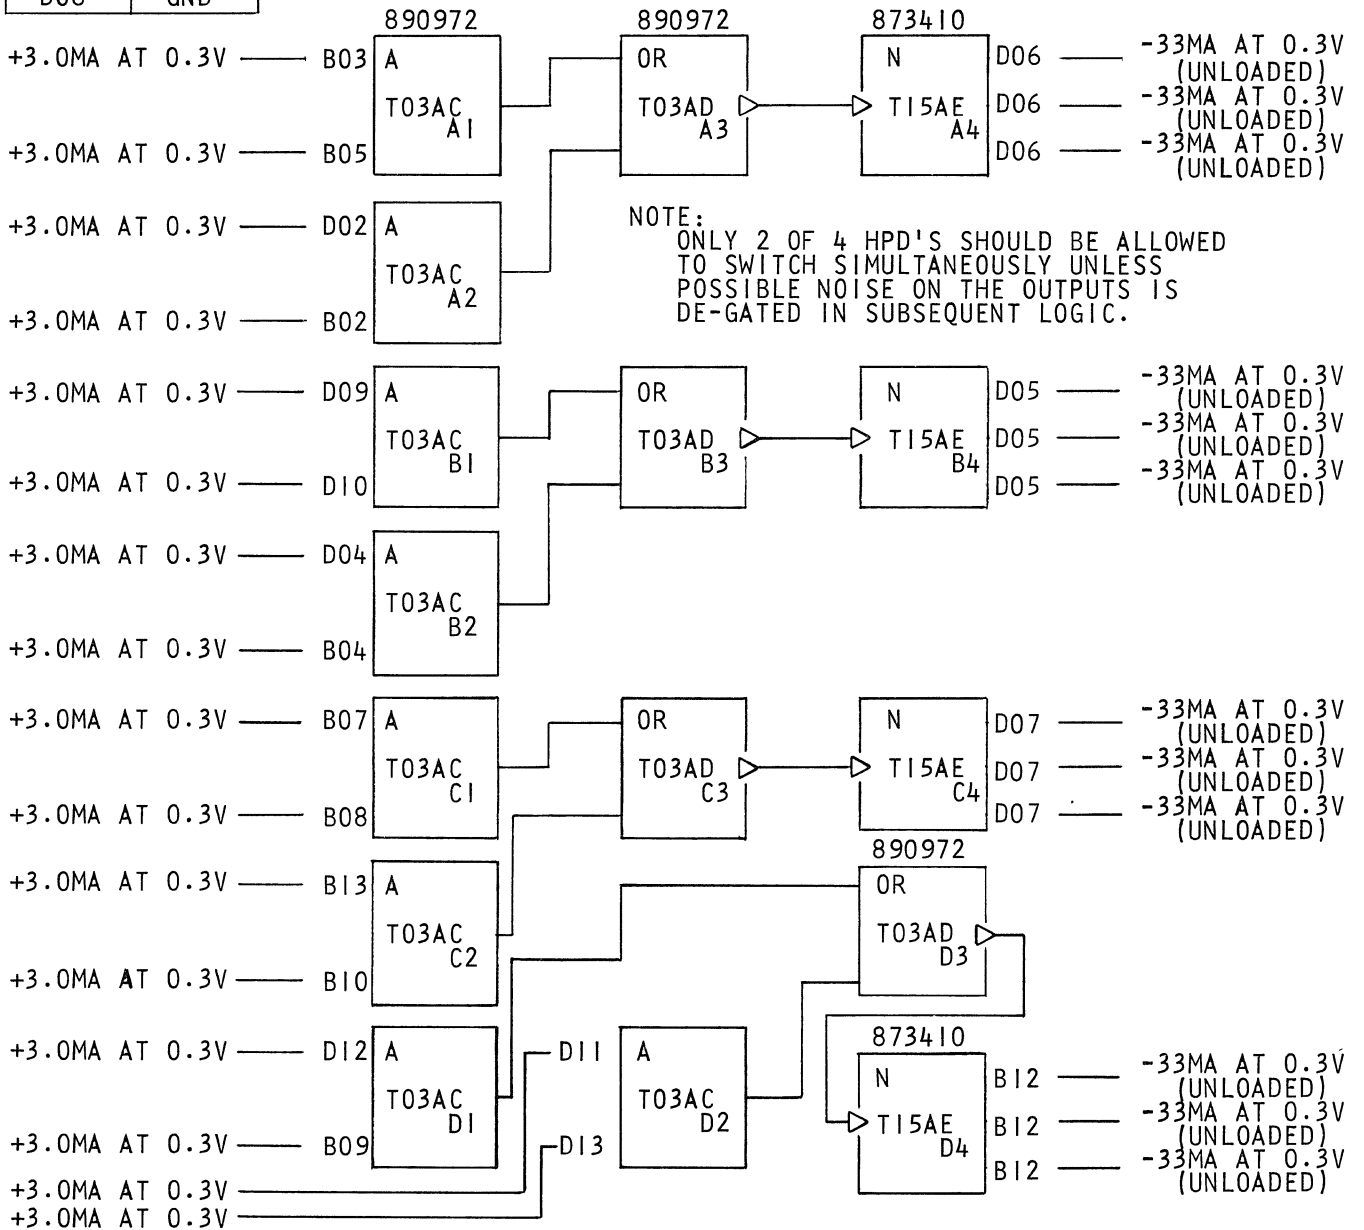 D08 GND
890972 890972 873410
+3.0MA AT 0.3V B03 A OR N D06 -33MA AT 0.3V
(UNLOADED)
T03AC T03AD T15AE D06 -33MA AT 0.3V
A1 A3 A4 (UNLOADED)
+3.0MA AT 0.3V B05 D06 -33MA AT 0.3V
(UNLOADED)
+3.0MA AT 0.3V D02 A
T03AC
A2
+3.0MA AT 0.3V B02
NOTE:
ONLY 2 OF 4 HPD'S SHOULD BE ALLOWED
TO SWITCH SIMULTANEOUSLY UNLESS
POSSIBLE NOISE ON THE OUTPUTS IS
DE-GATED IN SUBSEQUENT LOGIC.
+3.0MA AT 0.3V D09 A OR N D05 -33MA AT 0.3V
(UNLOADED)
T03AC T03AD T15AE D05 -33MA AT 0.3V
B1 B3 B4 (UNLOADED)
+3.0MA AT 0.3V D10 D05 -33MA AT 0.3V
(UNLOADED)
+3.0MA AT 0.3V D04 A
T03AC
B2
+3.0MA AT 0.3V B04
+3.0MA AT 0.3V B07 A OR N D07 -33MA AT 0.3V
(UNLOADED)
T03AC T03AD T15AE D07 -33MA AT 0.3V
C1 C3 C4 (UNLOADED)
+3.0MA AT 0.3V B08 D07 -33MA AT 0.3V
(UNLOADED)
890972
+3.0MA AT 0.3V B13 A OR
T03AC T03AD
C2 D3
+3.0MA AT 0.3V B10
873410
+3.0MA AT 0.3V D12 A D11 A N B12 -33MA AT 0.3V
(UNLOADED)
T03AC T03AC T15AE B12 -33MA AT 0.3V
D1 D2 D4 (UNLOADED)
+3.0MA AT 0.3V B09 D13 B12 -33MA AT 0.3V
(UNLOADED)
+3.0MA AT 0.3V
+3.0MA AT 0.3V